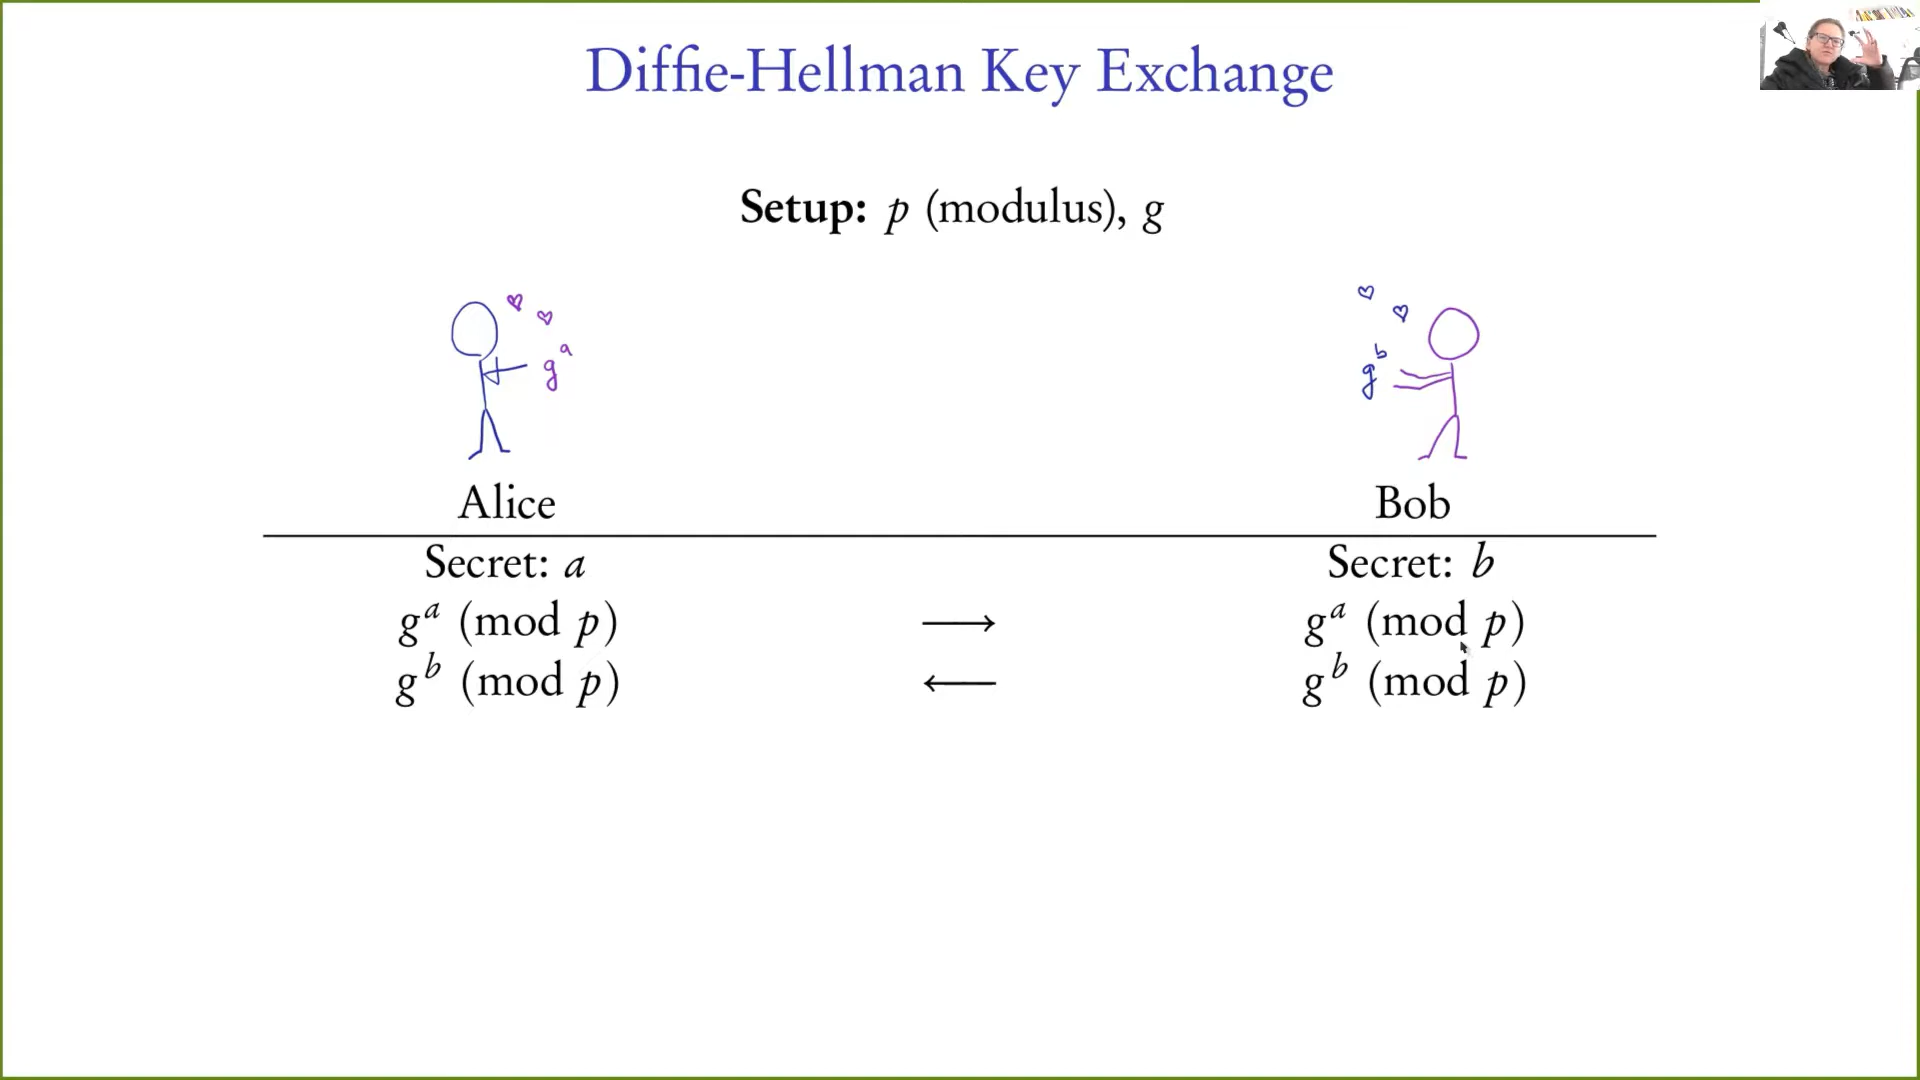 Diffie-Hellman Key Exchange
Setup: p (modulus), g
g^a
g^b
Alice Bob
Secret: a Secret: b
g^a (mod p) ⟶ g^a (mod p)
g^b (mod p) ⟵ g^b (mod p)